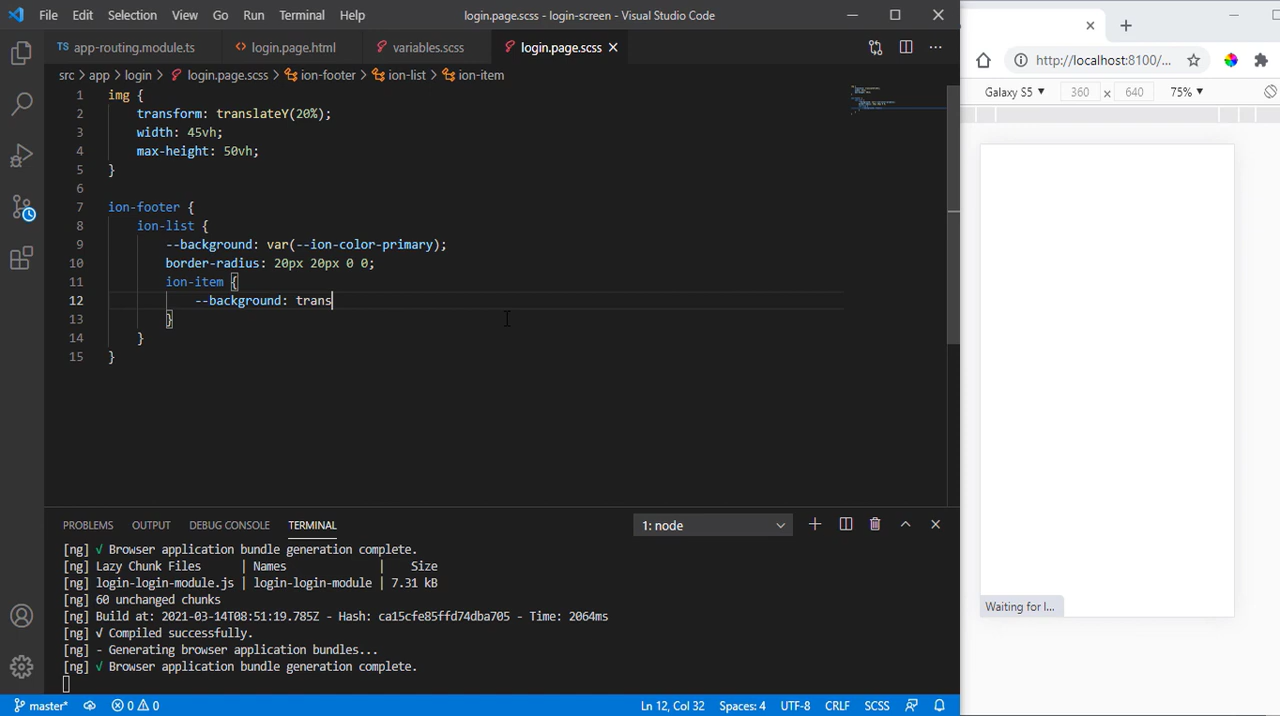 File Edit Selection View Go Run Terminal Help login.page.scss - login-screen - Visual Studio Code
TS app-routing.module.ts <> login.page.html variables.scss login.page.scss
src > app > login > login.page.scss > ion-footer > ion-list > ion-item
1 img {
2 transform: translateY(20%);
3 width: 45vh;
4 max-height: 50vh;
5 }
6
7 ion-footer {
8 ion-list {
9 --background: var(--ion-color-primary);
10 border-radius: 20px 20px 0 0;
11 ion-item {
12 --background: trans
13 }
14 }
15 }
PROBLEMS OUTPUT DEBUG CONSOLE TERMINAL 1: node
[ng] √ Browser application bundle generation complete.
[ng] Lazy Chunk Files | Names | Size
[ng] login-login-module.js | login-login-module | 7.31 kB
[ng] 60 unchanged chunks
[ng] Build at: 2021-03-14T08:51:19.785Z - Hash: ca15cfe85ffd74dba705 - Time: 2064ms
[ng] √ Compiled successfully.
[ng] - Generating browser application bundles...
[ng] √ Browser application bundle generation complete.
master* 0 0 Ln 12, Col 32 Spaces: 4 UTF-8 CRLF SCSS
http://localhost:8100/...
Galaxy S5 ▼ 360 x 640 75% ▼
Waiting for l...